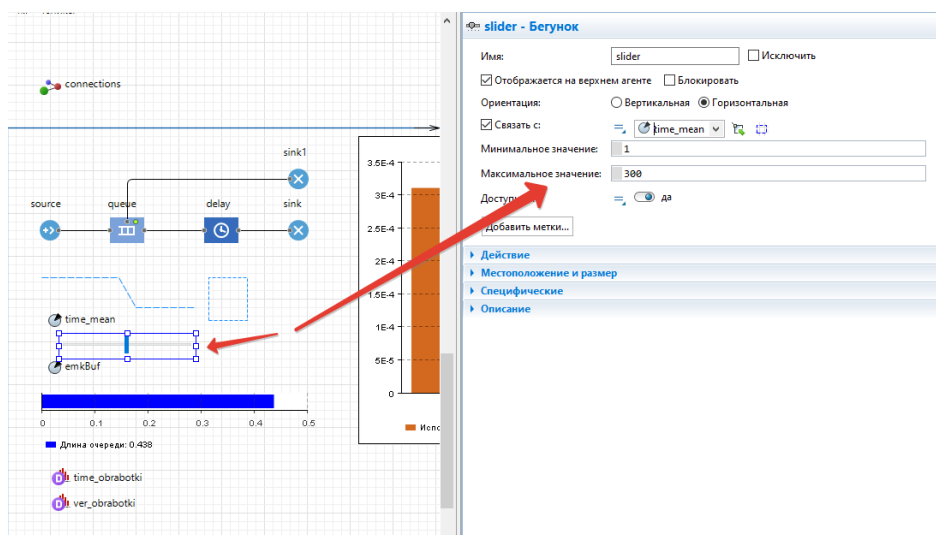 connections
sink1
source
queue
delay
sink
time_mean
emkBuf
0 0.1 0.2 0.3 0.4 0.5
Длина очереди: 0.438
time_obrabotki
ver_obrabotki
3.5E-4
3E-4
2.5E-4
2E-4
1.5E-4
1E-4
5E-5
0
slider - Бегунок
Имя: slider Исключить
Отображается на верхнем агенте Блокировать
Ориентация: Вертикальная Горизонтальная
Связать с: time_mean
Минимальное значение: 1
Максимальное значение: 300
да
Добавить метки...
Действие
Местоположение и размер
Специфические
Описание